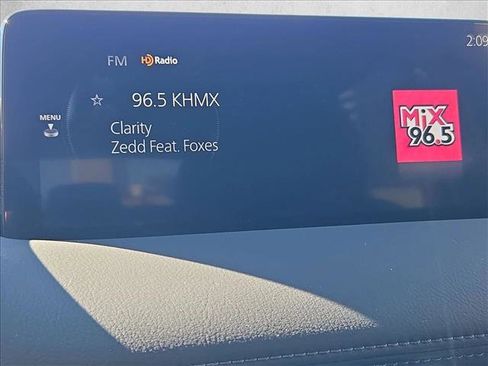 2:09
FM HD Radio
☆ 96.5 KHMX
MENU
Clarity
Zedd Feat. Foxes
MiX
96.5